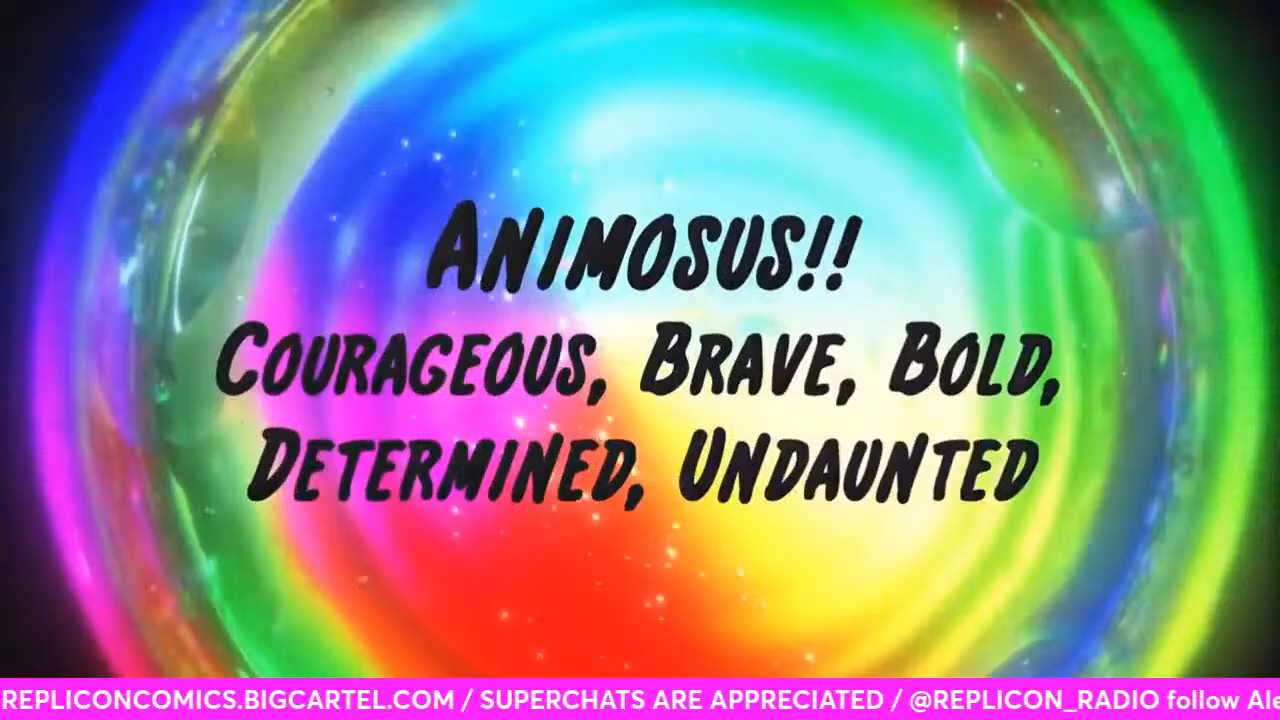 Animosus!!
Courageous, Brave, Bold,
Determined, Undaunted
REPLICONCOMICS.BIGCARTEL.COM / SUPERCHATS ARE APPRECIATED / @REPLICON_RADIO follow